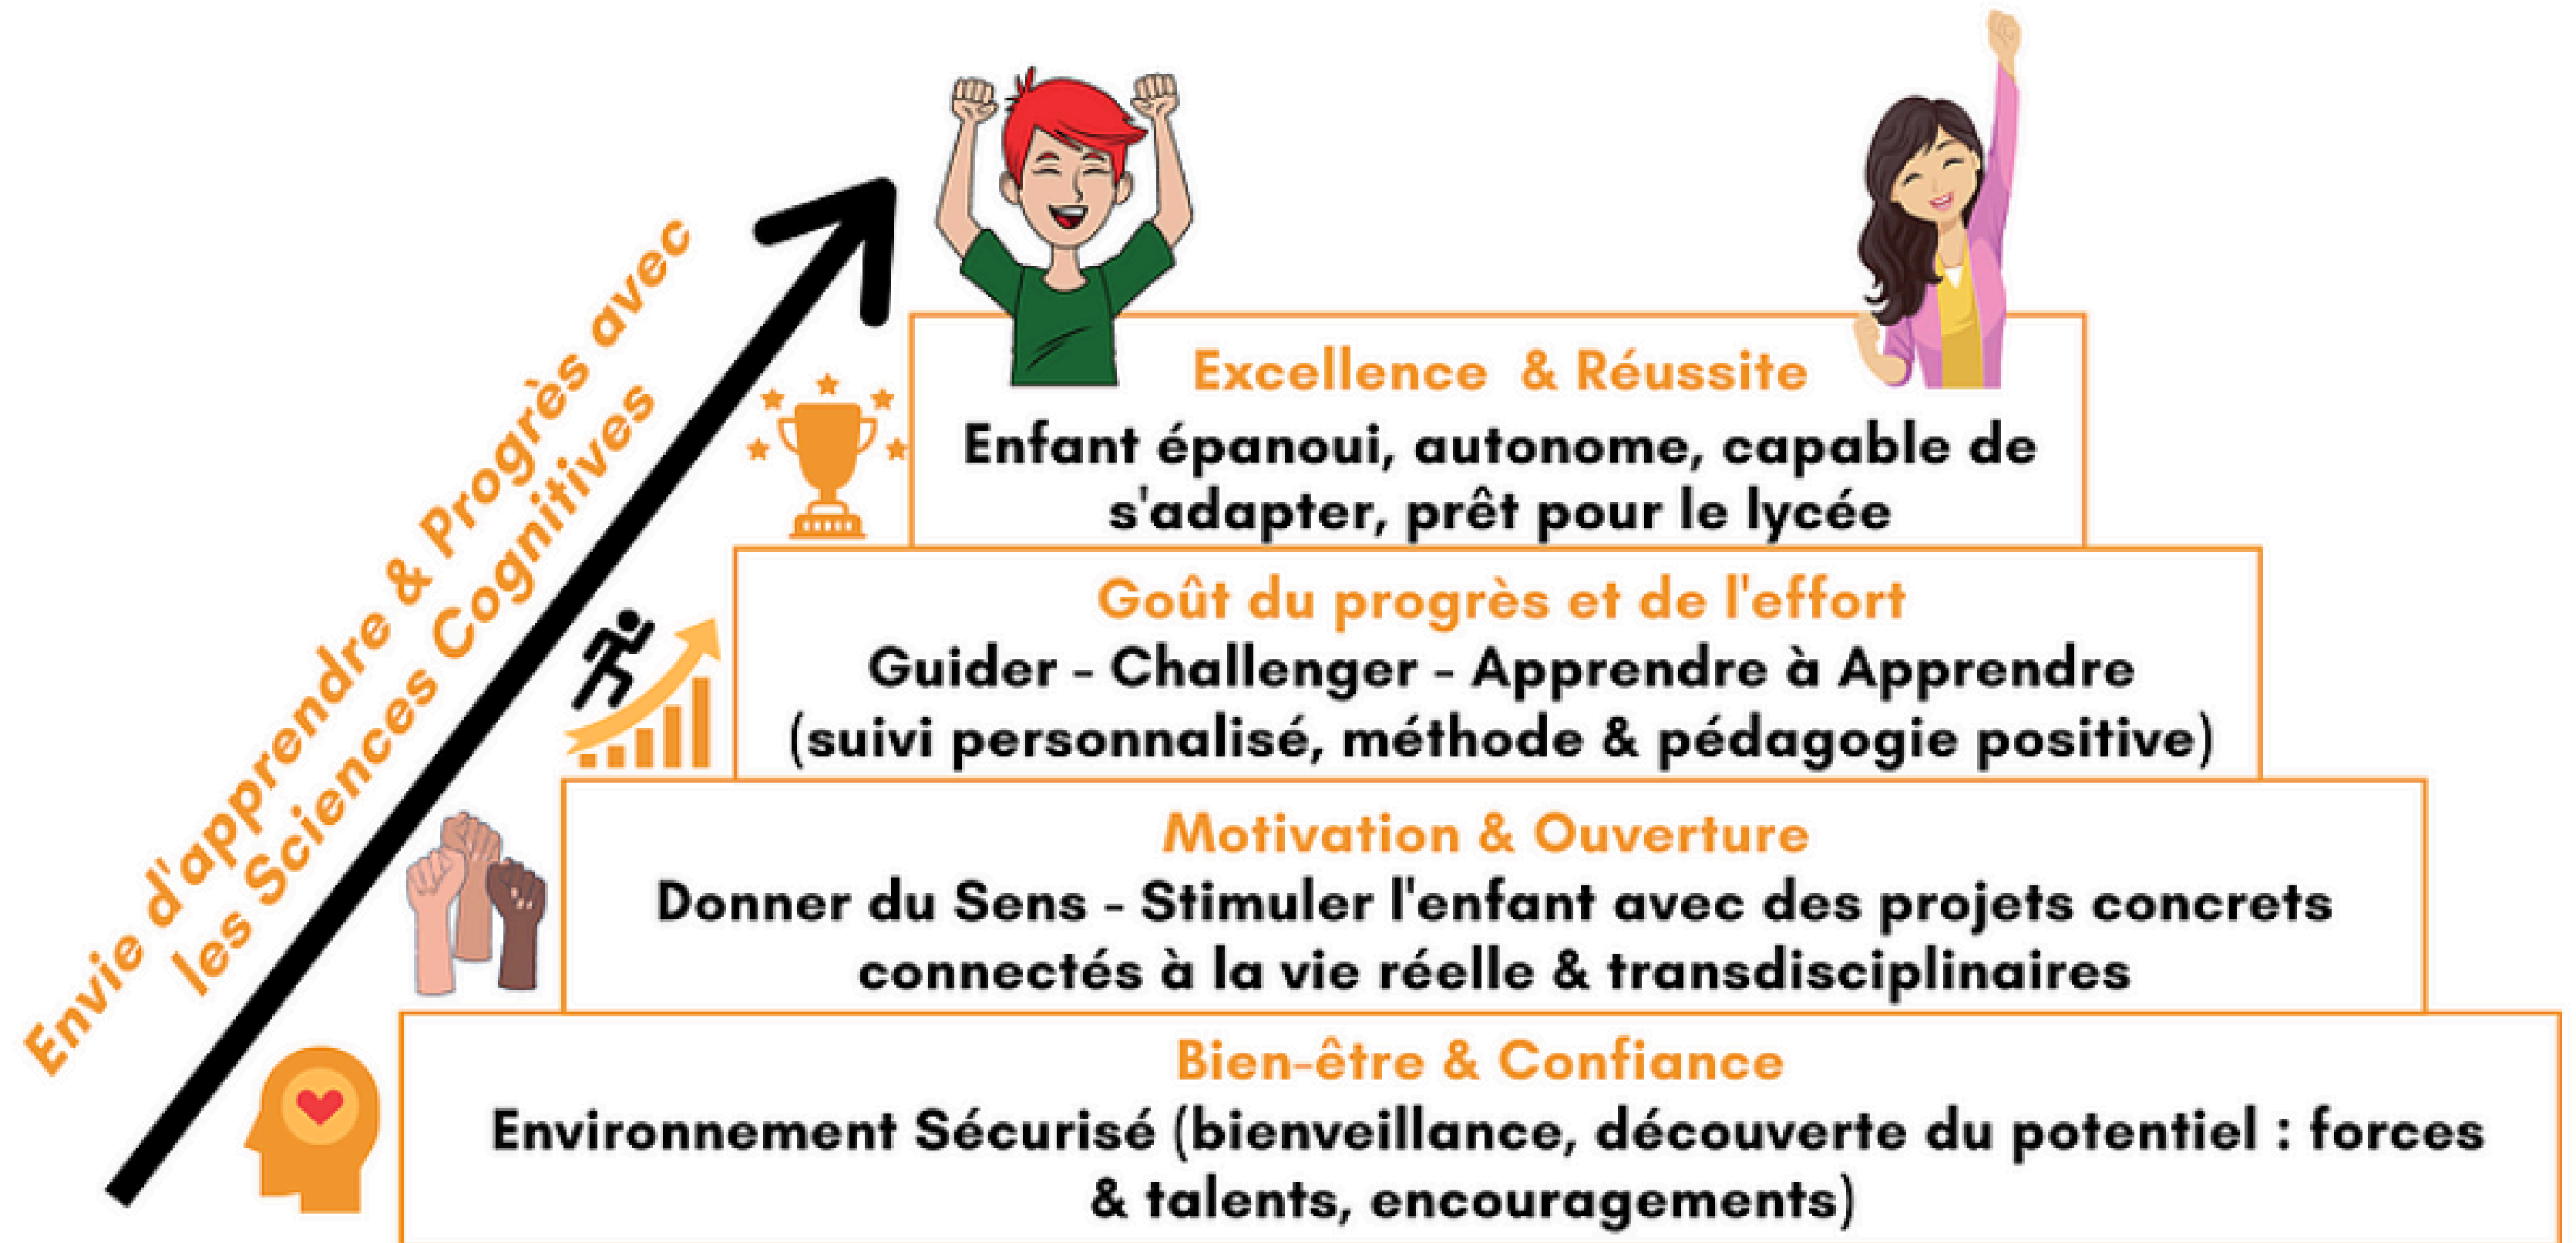 Envie d'apprendre & Progrès avec
les Sciences Cognitives
Excellence & Réussite
Enfant épanoui, autonome, capable de
s'adapter, prêt pour le lycée
Goût du progrès et de l'effort
Guider - Challenger - Apprendre à Apprendre
(suivi personnalisé, méthode & pédagogie positive)
Motivation & Ouverture
Donner du Sens - Stimuler l'enfant avec des projets concrets
connectés à la vie réelle & transdisciplinaires
Bien-être & Confiance
Environnement Sécurisé (bienveillance, découverte du potentiel : forces
& talents, encouragements)